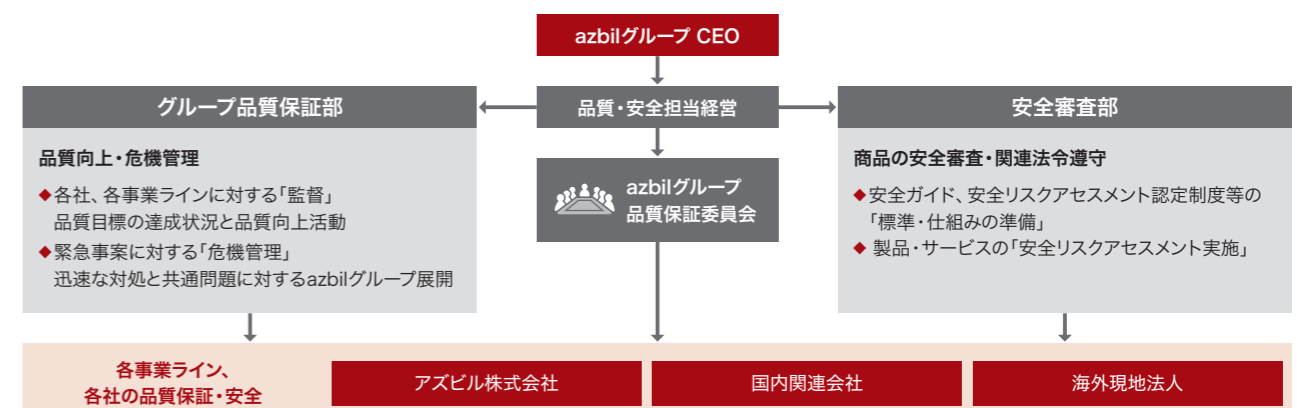 azbilグループ CEO
グループ品質保証部
品質・安全担当経営
安全審査部
品質向上・危機管理
◆各社、各事業ラインに対する「監督」
品質目標の達成状況と品質向上活動
◆緊急事案に対する「危機管理」
迅速な対処と共通問題に対するazbilグループ展開
azbilグループ
品質保証委員会
商品の安全審査・関連法令遵守
◆安全ガイド、安全リスクアセスメント認定制度等の
「標準・仕組みの準備」
◆ 製品・サービスの「安全リスクアセスメント実施」
各事業ライン、
各社の品質保証・安全
アズビル株式会社
国内関連会社
海外現地法人